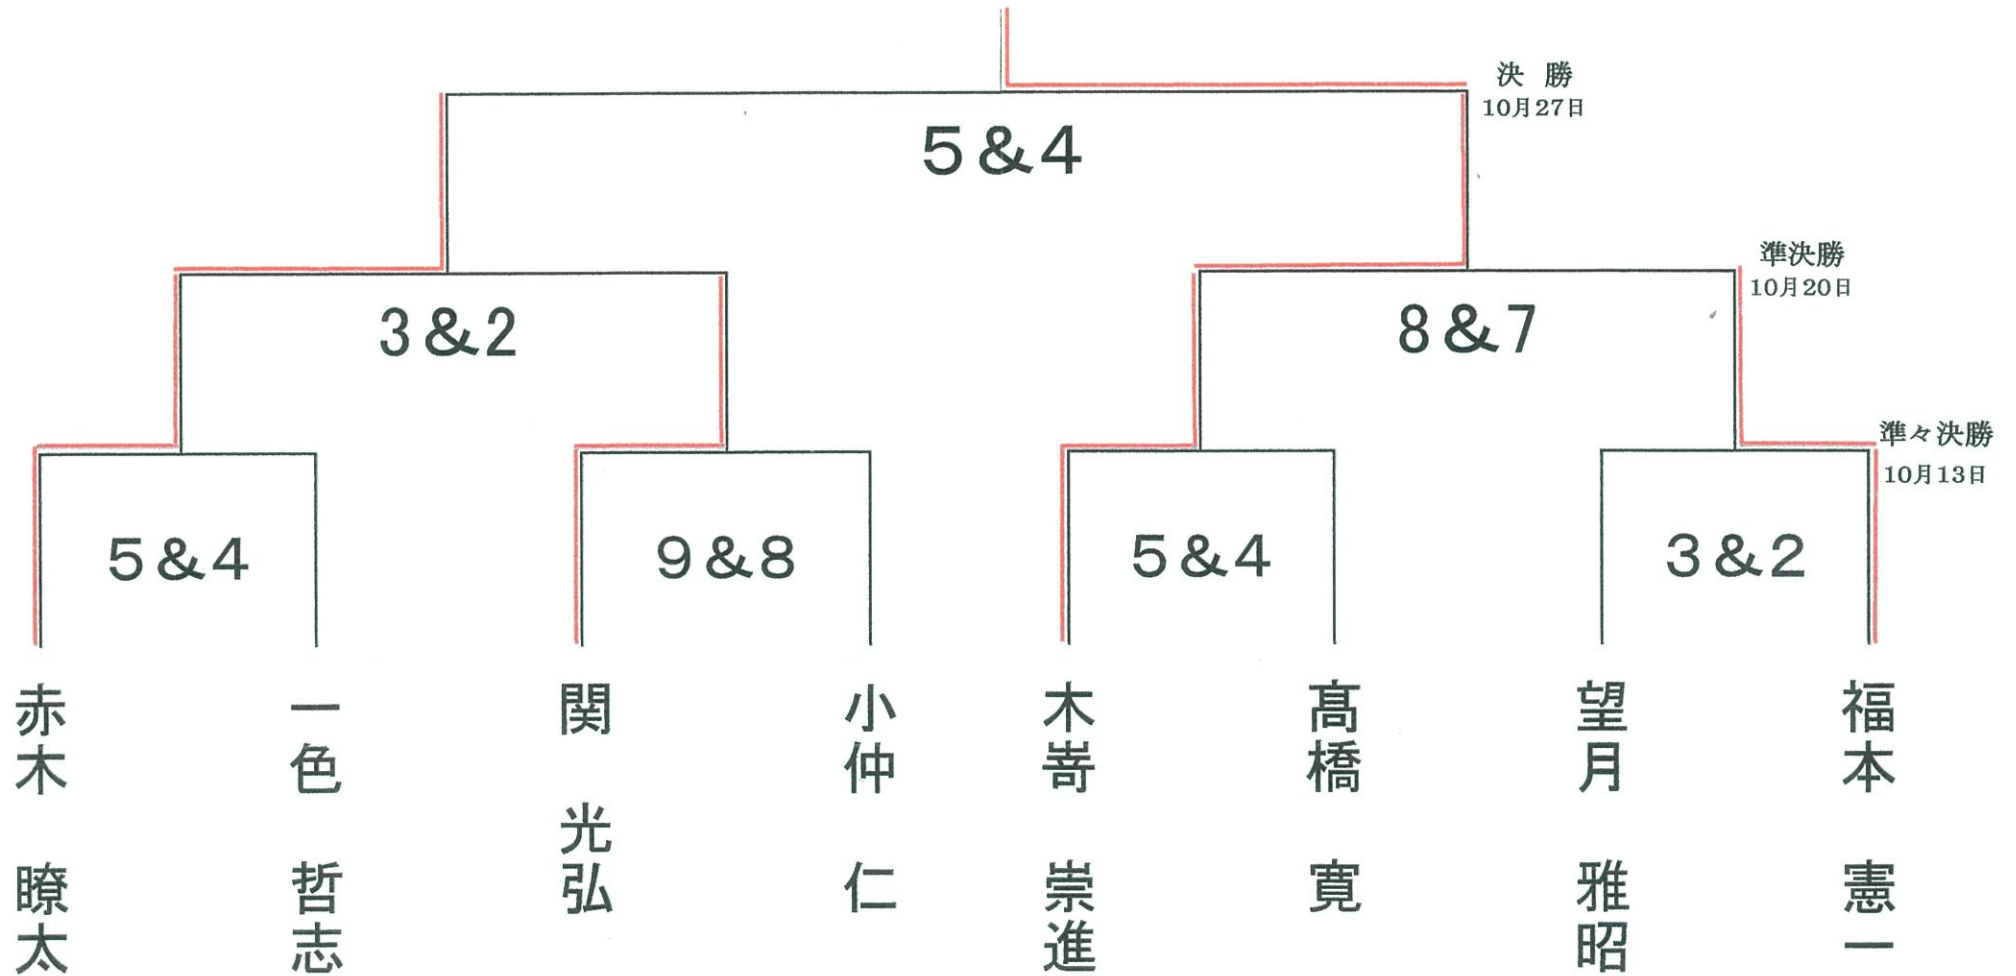 決 勝
10月27日
5&4
準決勝
10月20日
3&2
8&7
準々決勝
10月13日
5&4
9&8
5&4
3&2
赤木 瞭太
一色 哲志
関 光弘
小仲 仁
木嵜 崇進
髙橋 寛
望月 雅昭
福本 憲一